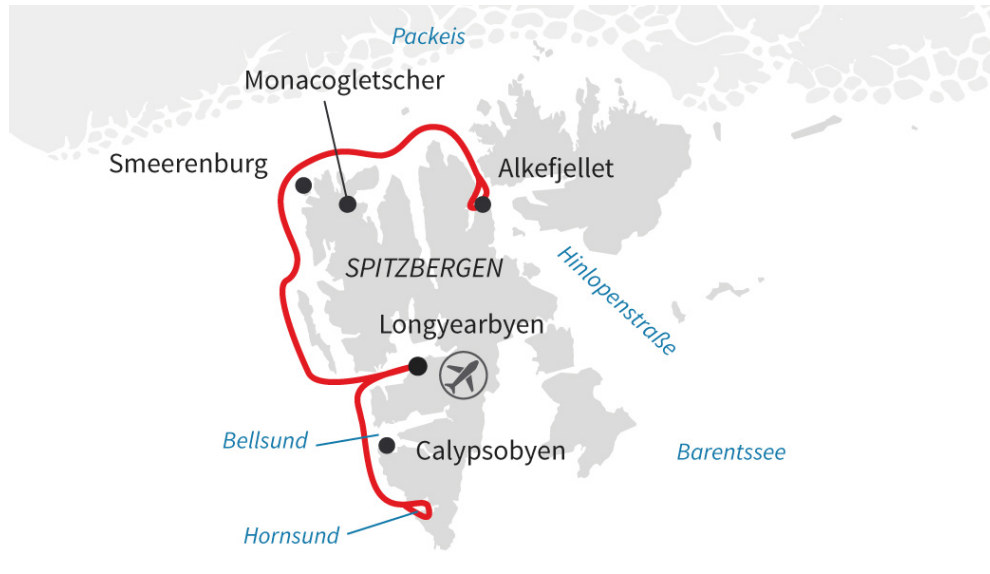 Packeis
Monacogletscher
Smeerenburg
Alkefjellet
SPITZBERGEN
Hinlopenstraße
Longyearbyen
Bellsund
Calypsobyen
Barentssee
Hornsund